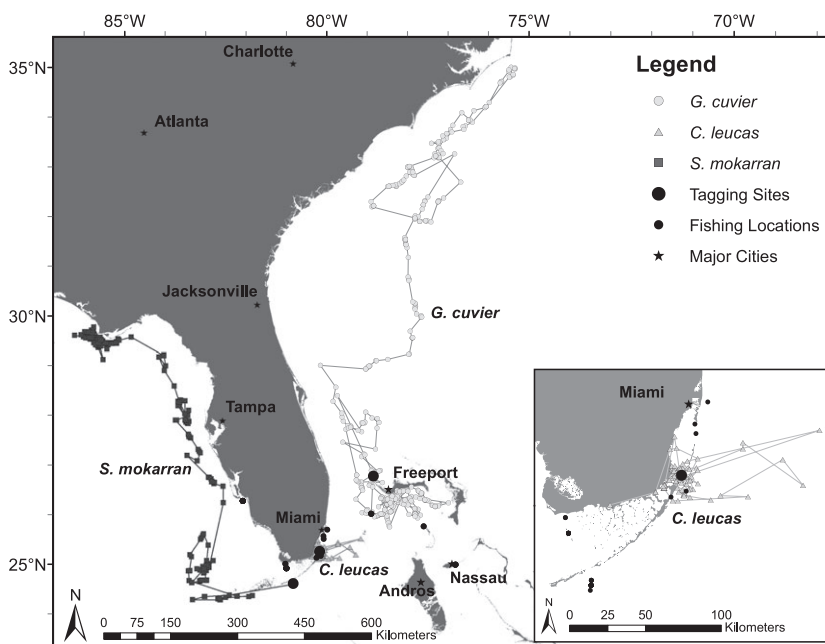 85°W 80°W 75°W 70°W
35°N
30°N
25°N
Charlotte
Atlanta
Jacksonville
Tampa
Miami
Freeport
Nassau
Andros
G. cuvier
S. mokarran
C. leucas
Legend
G. cuvier
C. leucas
S. mokarran
Tagging Sites
Fishing Locations
Major Cities
N
0 75 150 300 450 600
Kilometers
Miami
C. leucas
N
0 25 50 100
Kilometers